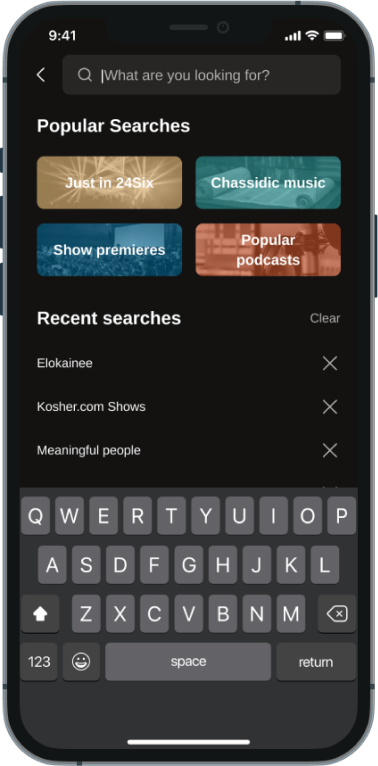 9:41
What are you looking for?
Popular Searches
Just in 24Six
Chassidic music
Show premieres
Popular
podcasts
Recent searches
Clear
Elokainee
Kosher.com Shows
Meaningful people
Q W E R T Y U I O P
A S D F G H J K L
Z X C V B N M
123
space
return